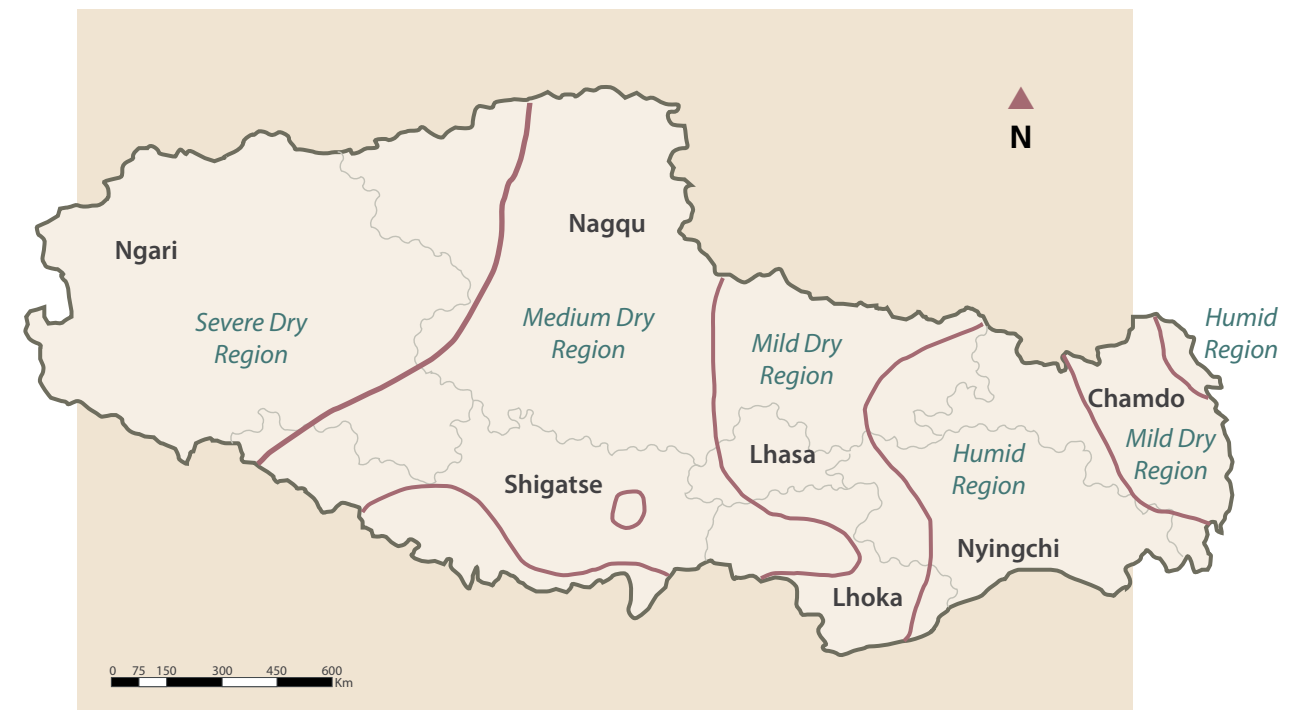 N
Ngari
Nagqu
Severe Dry
Region
Medium Dry
Region
Mild Dry
Region
Humid
Region
Chamdo
Mild Dry
Region
Lhasa
Humid
Region
Shigatse
Nyingchi
Lhoka
0 75 150 300 450 600
Km